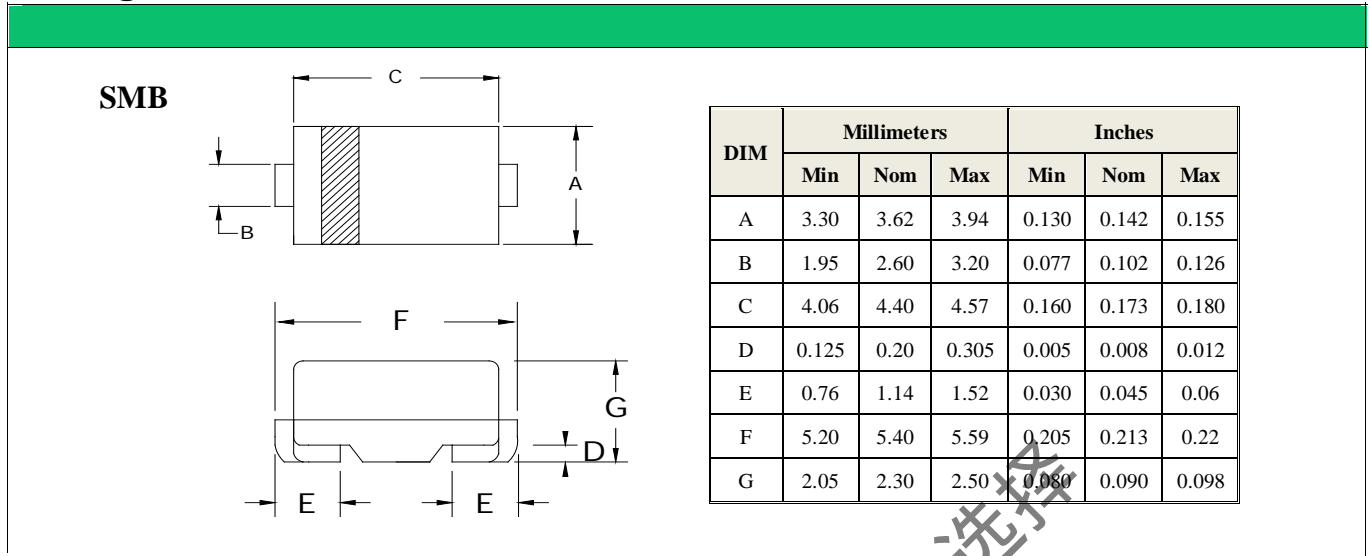 SMB
C
A
B
F
G
D
E E
DIM Millimeters Inches
Min Nom Max Min Nom Max
A 3.30 3.62 3.94 0.130 0.142 0.155
B 1.95 2.60 3.20 0.077 0.102 0.126
C 4.06 4.40 4.57 0.160 0.173 0.180
D 0.125 0.20 0.305 0.005 0.008 0.012
E 0.76 1.14 1.52 0.030 0.045 0.06
F 5.20 5.40 5.59 0.205 0.213 0.22
G 2.05 2.30 2.50 0.080 0.090 0.098
选择